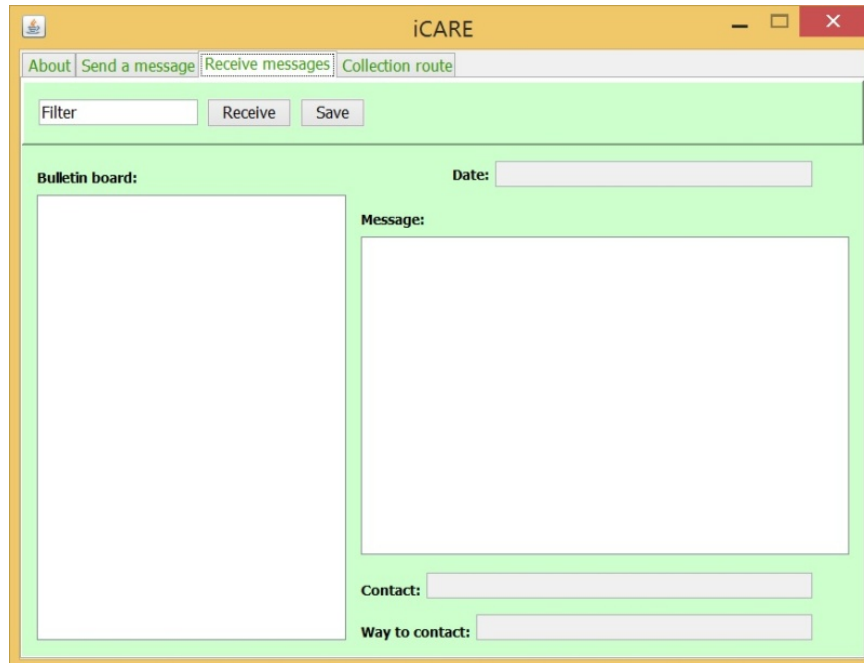 iCARE
About Send a message Receive messages Collection route
Filter Receive Save
Bulletin board:
Date:
Message:
Contact:
Way to contact: